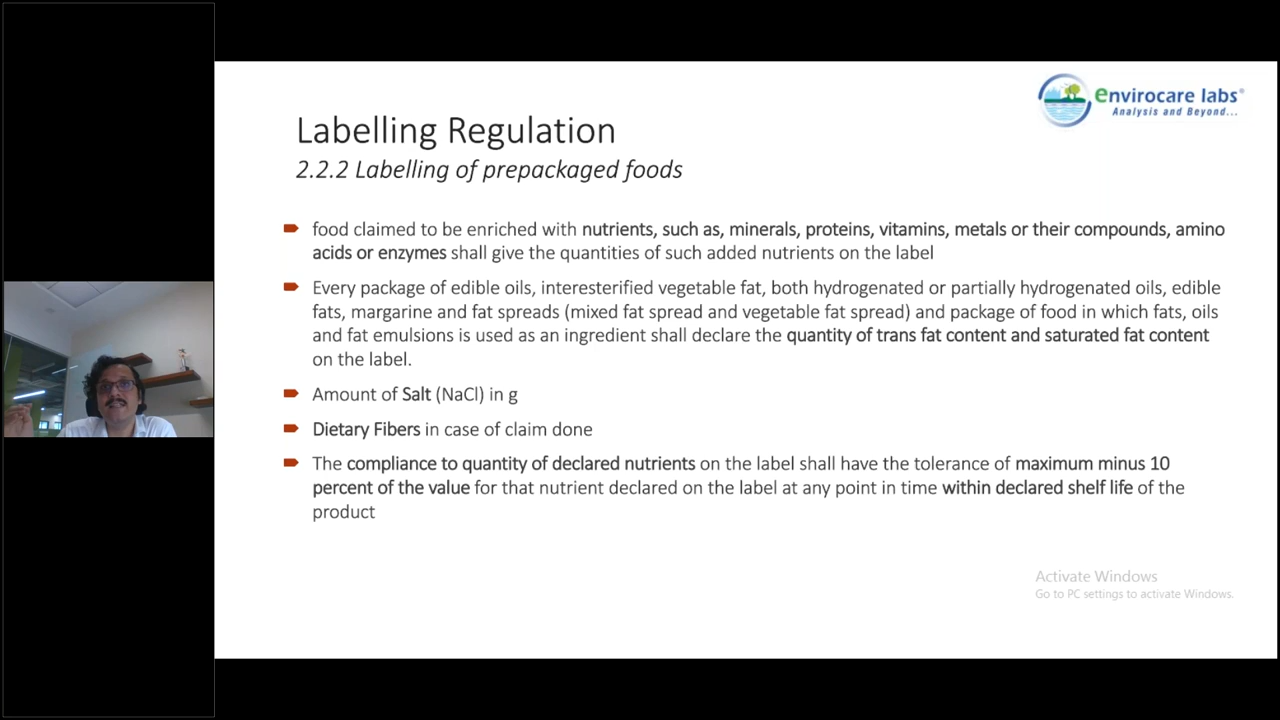 envirocare labs®
Analysis and Beyond...
Labelling Regulation
2.2.2 Labelling of prepackaged foods
food claimed to be enriched with nutrients, such as, minerals, proteins, vitamins, metals or their compounds, amino
acids or enzymes shall give the quantities of such added nutrients on the label
Every package of edible oils, interesterified vegetable fat, both hydrogenated or partially hydrogenated oils, edible
fats, margarine and fat spreads (mixed fat spread and vegetable fat spread) and package of food in which fats, oils
and fat emulsions is used as an ingredient shall declare the quantity of trans fat content and saturated fat content
on the label.
Amount of Salt (NaCl) in g
Dietary Fibers in case of claim done
The compliance to quantity of declared nutrients on the label shall have the tolerance of maximum minus 10
percent of the value for that nutrient declared on the label at any point in time within declared shelf life of the
product
Activate Windows
Go to PC settings to activate Windows.